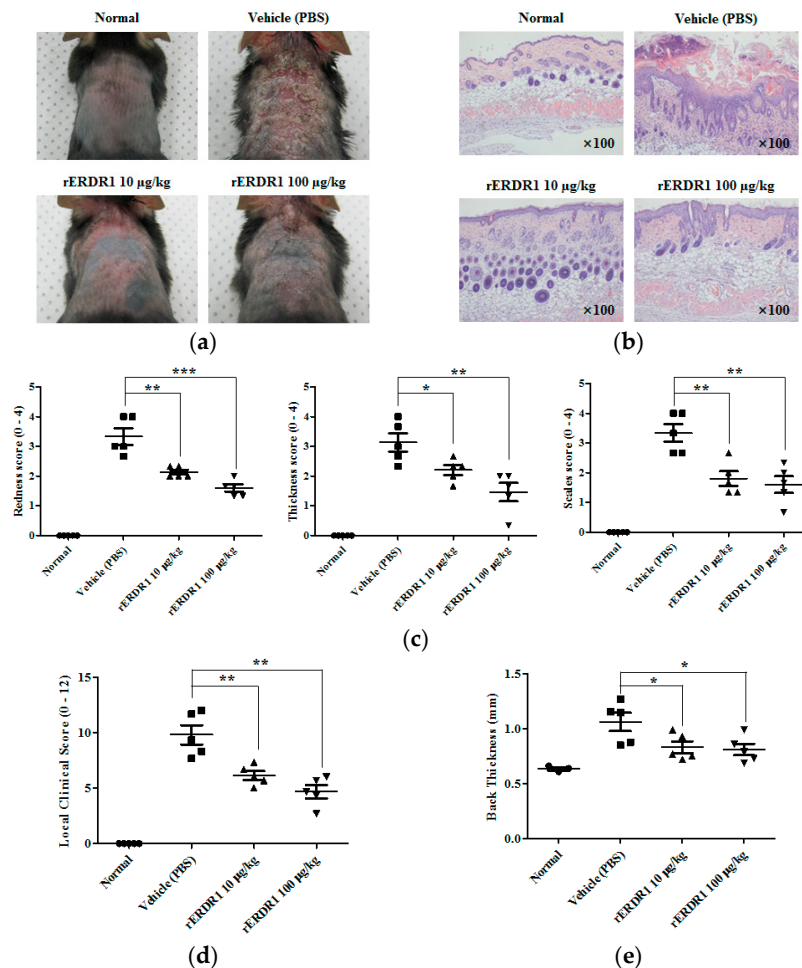 Normal
Vehicle (PBS)
Normal
Vehicle (PBS)
×100
×100
rERDR1 10 µg/kg
rERDR1 100 µg/kg
rERDR1 10 µg/kg
rERDR1 100 µg/kg
×100
×100
(a)
(b)
Redness score (0 - 4)
5
4
3
2
1
0
**
***
Normal
Vehicle (PBS)
rERDR1 10 µg/kg
rERDR1 100 µg/kg
Thickness score (0 - 4)
5
4
3
2
1
0
*
**
Normal
Vehicle (PBS)
rERDR1 10 µg/kg
rERDR1 100 µg/kg
Scales score (0 - 4)
5
4
3
2
1
0
**
**
Normal
Vehicle (PBS)
rERDR1 10 µg/kg
rERDR1 100 µg/kg
(c)
Local Clinical Score (0 - 12)
15
10
5
0
**
**
Normal
Vehicle (PBS)
rERDR1 10 µg/kg
rERDR1 100 µg/kg
(d)
Back Thickness (mm)
1.5
1.0
0.5
0.0
*
*
Normal
Vehicle (PBS)
rERDR1 10 µg/kg
rERDR1 100 µg/kg
(e)